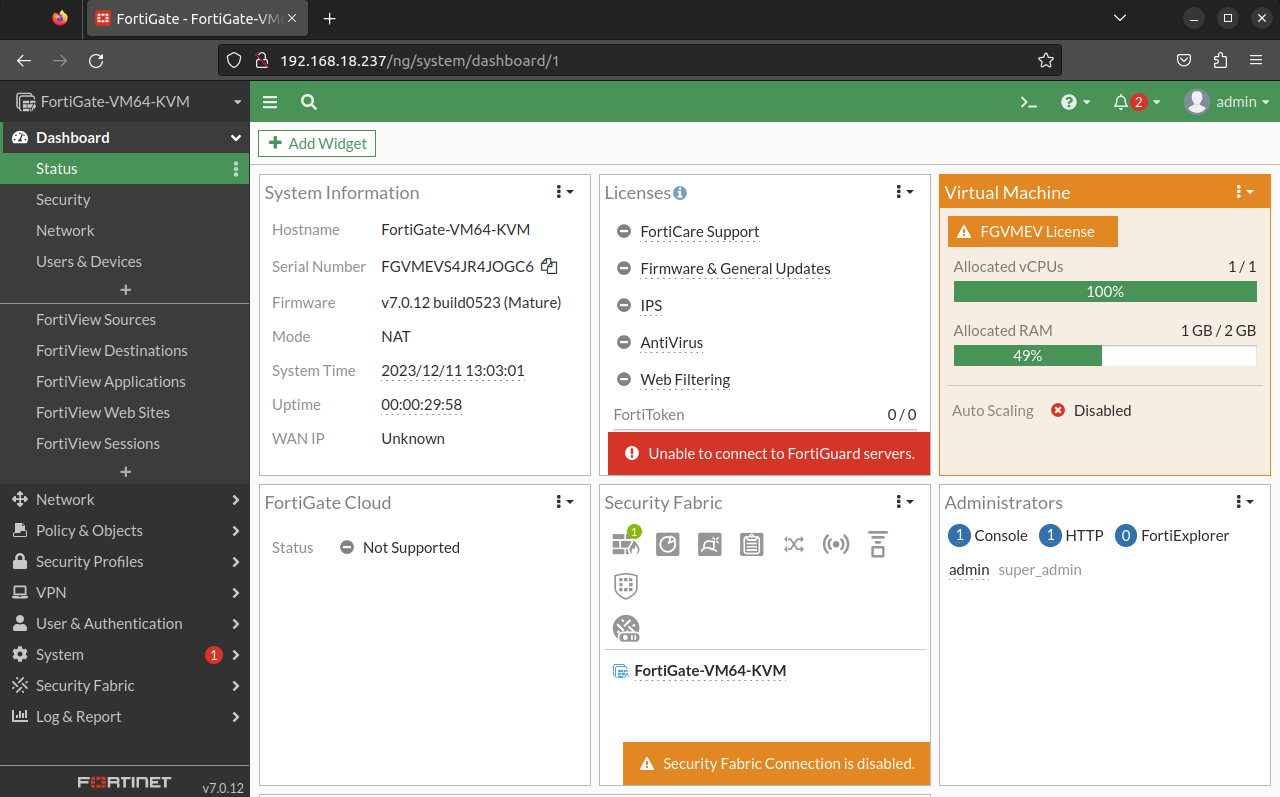 FortiGate - FortiGate-VM
192.168.18.237/ng/system/dashboard/1
FortiGate-VM64-KVM
2
admin
Dashboard
Status
Security
Network
Users & Devices
FortiView Sources
FortiView Destinations
FortiView Applications
FortiView Web Sites
FortiView Sessions
Network
Policy & Objects
Security Profiles
VPN
User & Authentication
System 1
Security Fabric
Log & Report
FORTINET v7.0.12
Add Widget
System Information
Hostname FortiGate-VM64-KVM
Serial Number FGVMEVS4JR4JOGC6
Firmware v7.0.12 build0523 (Mature)
Mode NAT
System Time 2023/12/11 13:03:01
Uptime 00:00:29:58
WAN IP Unknown
Licenses
FortiCare Support
Firmware & General Updates
IPS
AntiVirus
Web Filtering
FortiToken 0 / 0
Unable to connect to FortiGuard servers.
Virtual Machine
FGVMEV License
Allocated vCPUs 1 / 1
100%
Allocated RAM 1 GB / 2 GB
49%
Auto Scaling Disabled
FortiGate Cloud
Status Not Supported
Security Fabric
1
FortiGate-VM64-KVM
Security Fabric Connection is disabled.
Administrators
1 Console 1 HTTP 0 FortiExplorer
admin super_admin